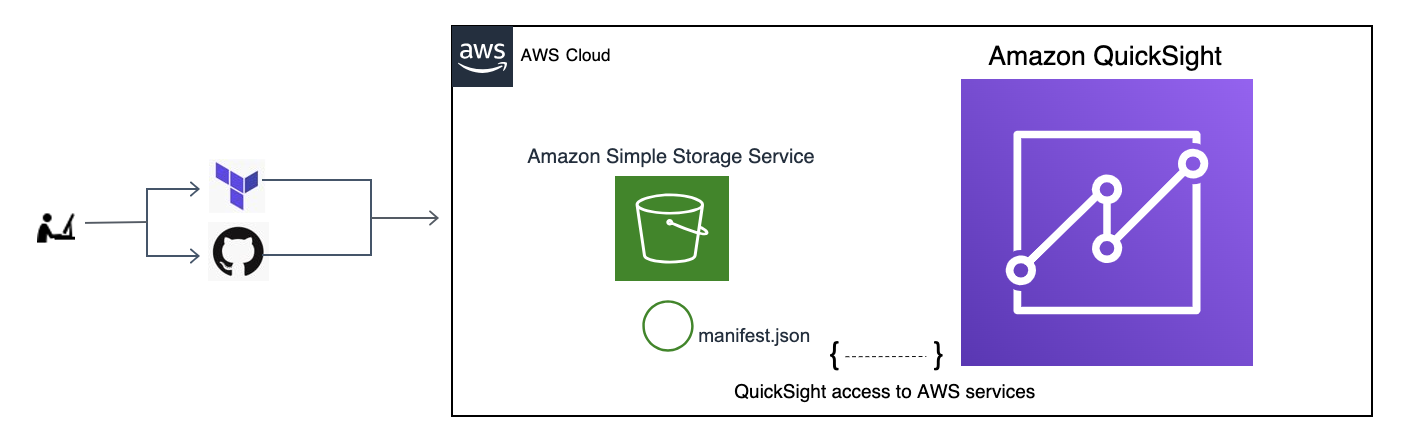 aws
AWS Cloud
Amazon QuickSight
Amazon Simple Storage Service
manifest.json
{ }
QuickSight access to AWS services